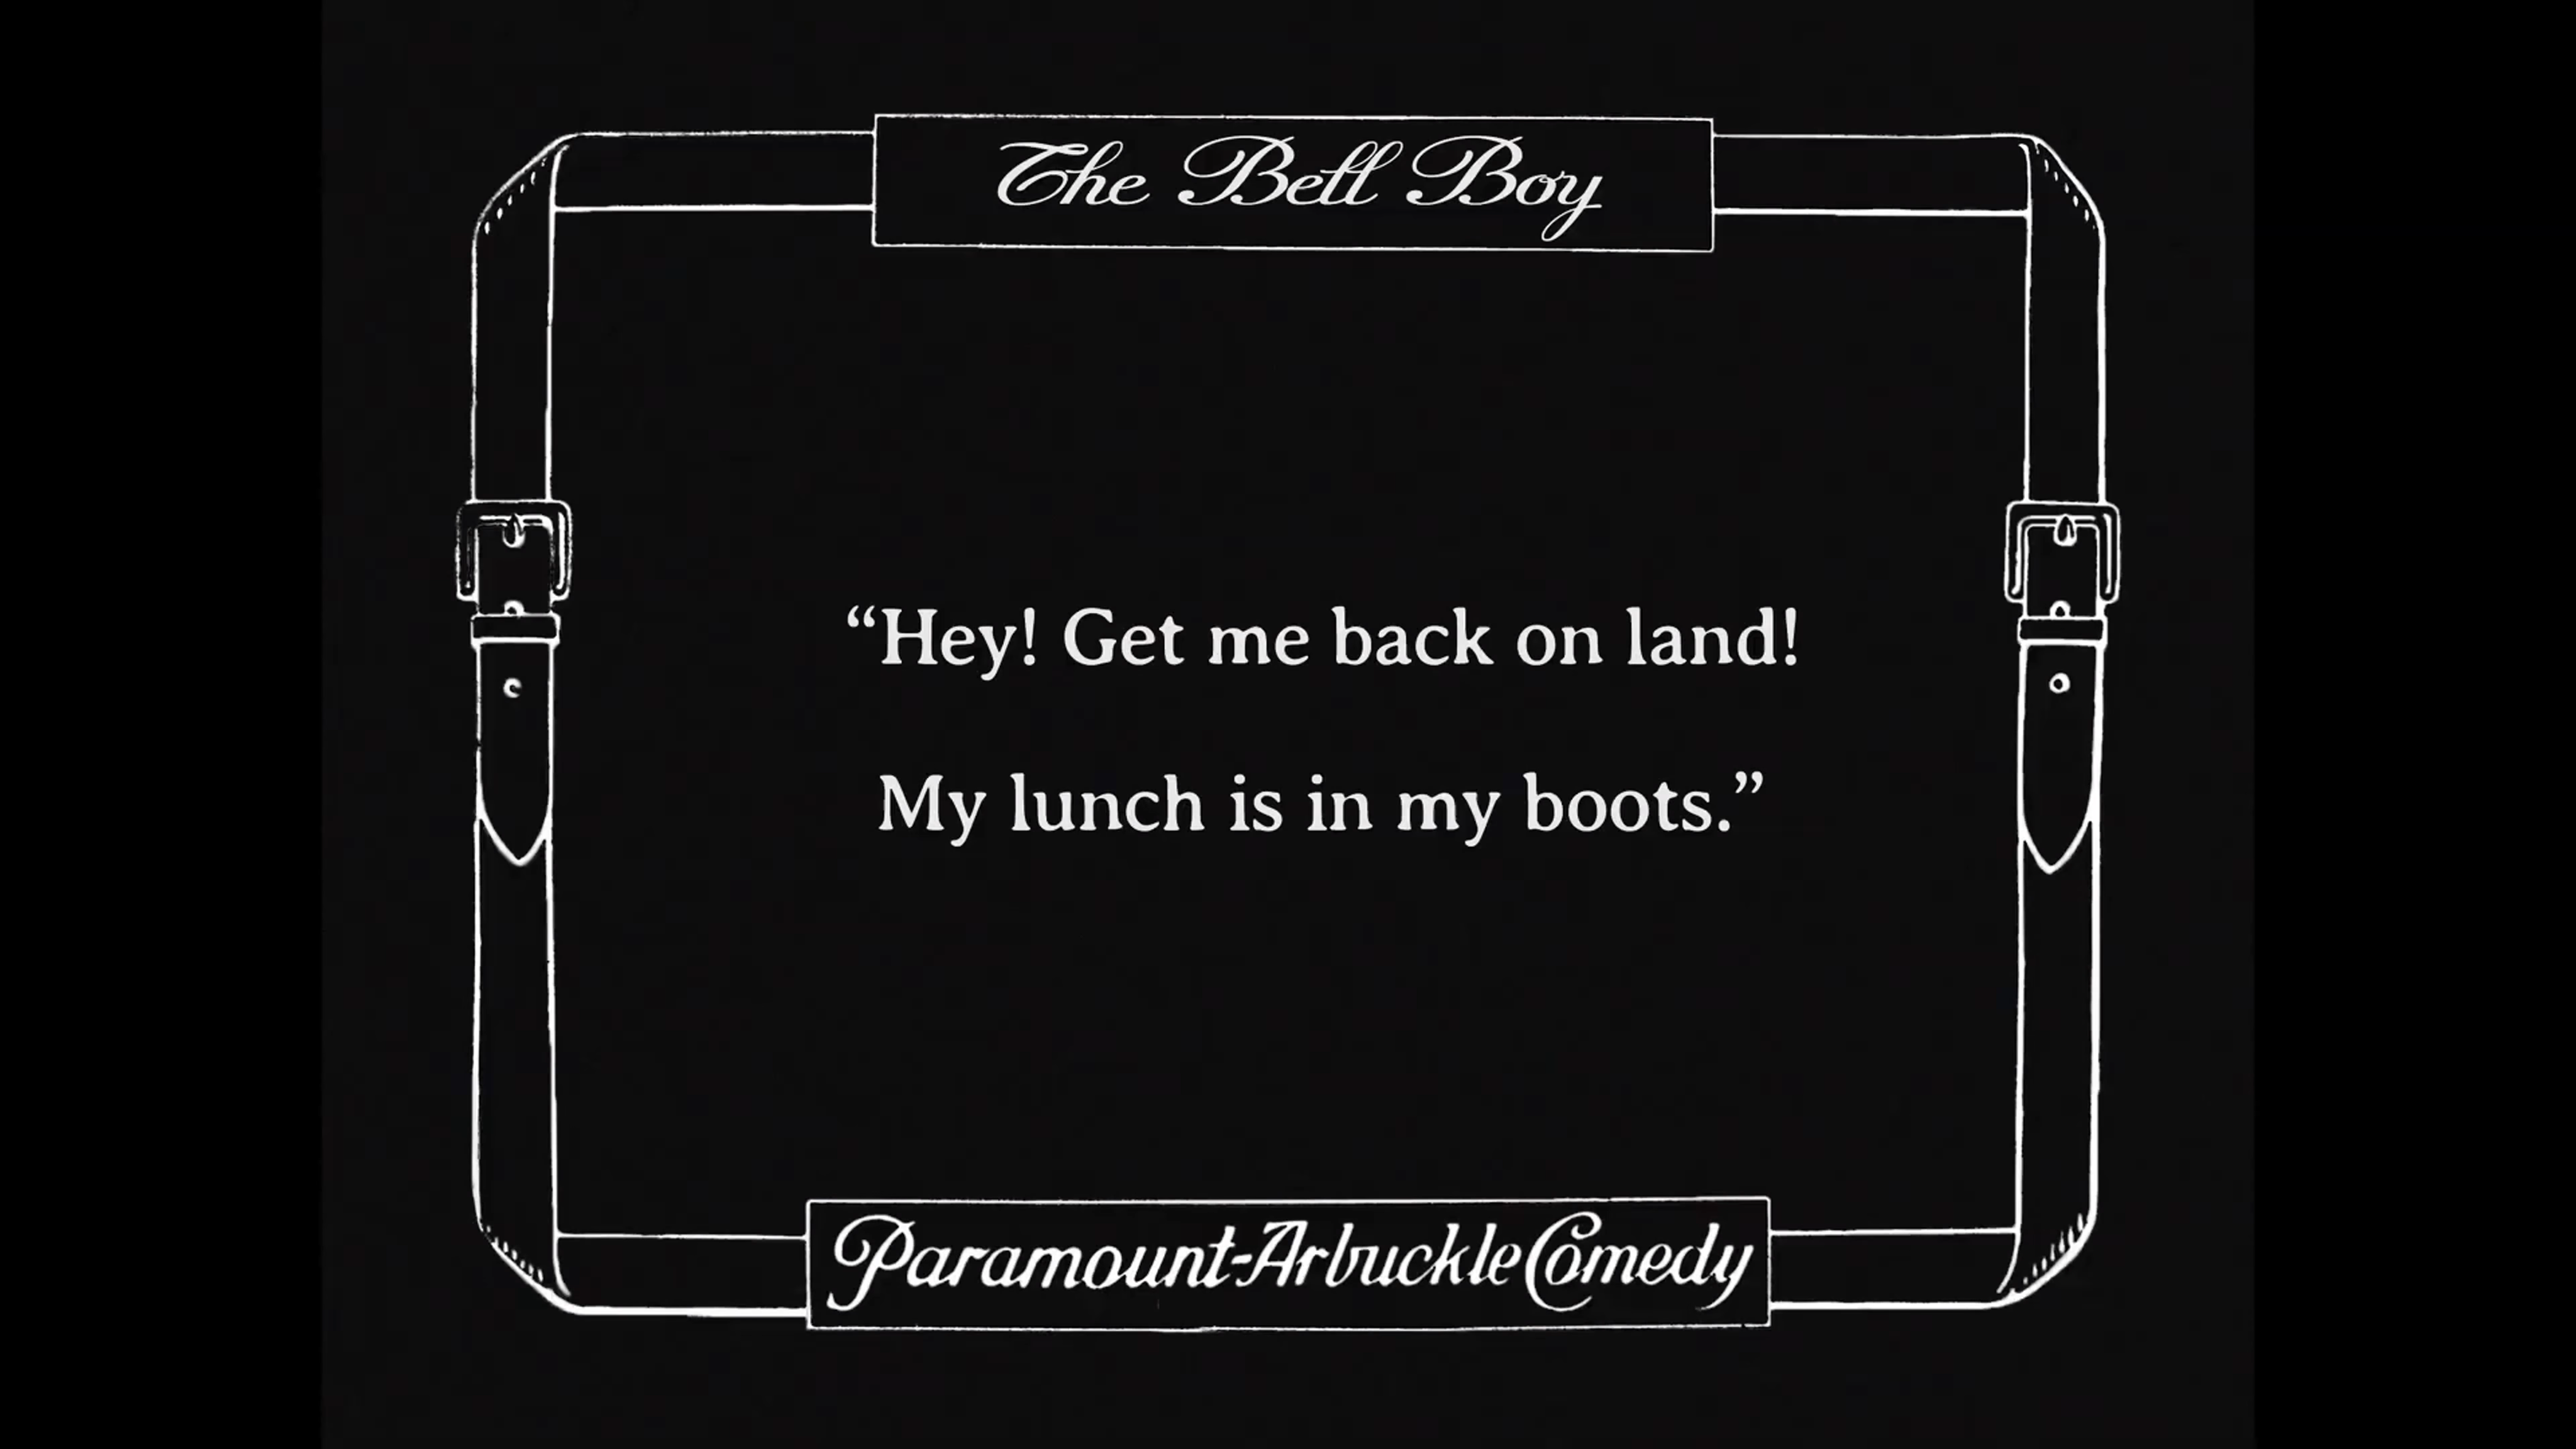 The Bell Boy
“Hey! Get me back on land!
My lunch is in my boots.”
Paramount-Arbuckle Comedy